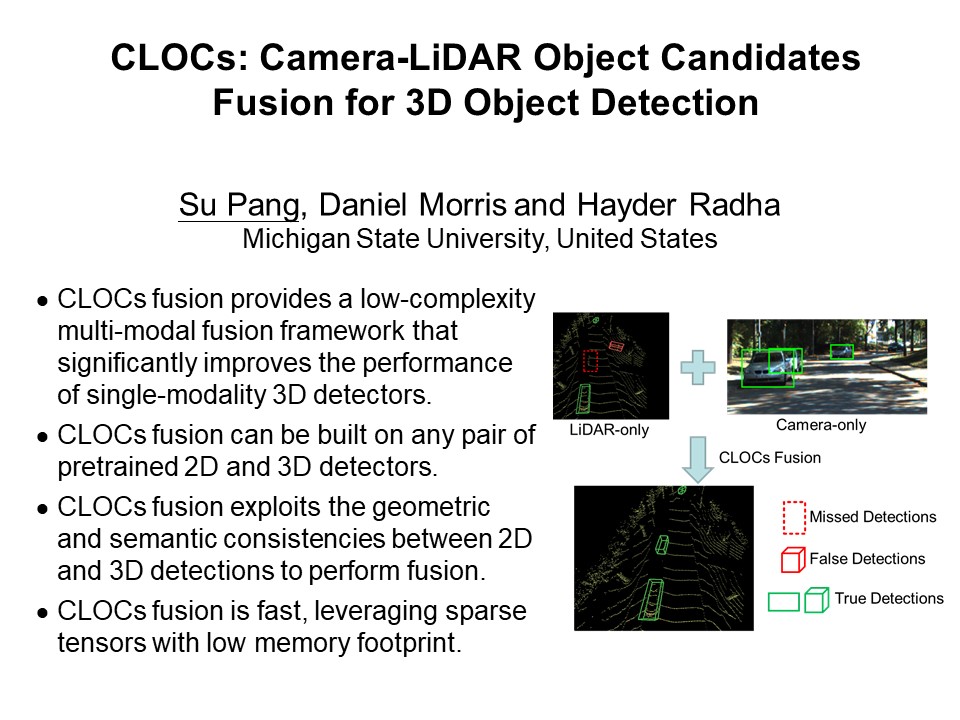 CLOCs: Camera-LiDAR Object Candidates
Fusion for 3D Object Detection
Su Pang, Daniel Morris and Hayder Radha
Michigan State University, United States
● CLOCs fusion provides a low-complexity
multi-modal fusion framework that
significantly improves the performance
of single-modality 3D detectors.
● CLOCs fusion can be built on any pair of
pretrained 2D and 3D detectors.
● CLOCs fusion exploits the geometric
and semantic consistencies between 2D
and 3D detections to perform fusion.
● CLOCs fusion is fast, leveraging sparse
tensors with low memory footprint.
LiDAR-only
Camera-only
CLOCs Fusion
Missed Detections
False Detections
True Detections